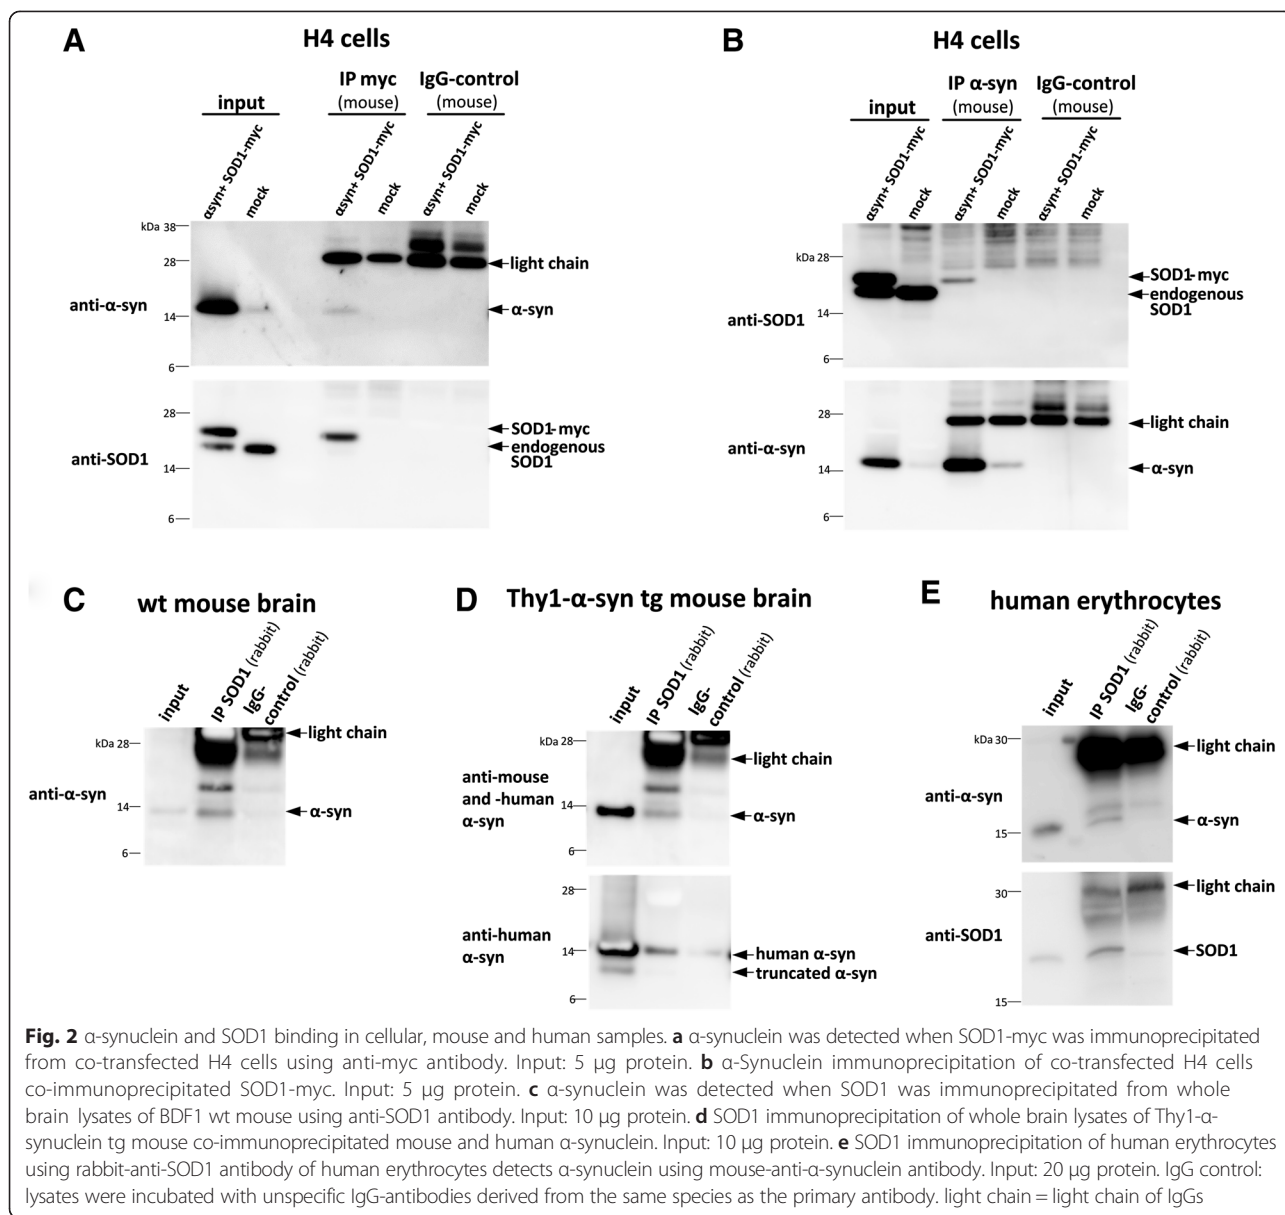 A
H4 cells
input
IP myc
(mouse)
IgG-control
(mouse)
αsyn+ SOD1-myc
mock
αsyn+ SOD1-myc
mock
αsyn+ SOD1-myc
mock
kDa 38
28
light chain
anti-α-syn
14
α-syn
6
28
SOD1-myc
endogenous
SOD1
anti-SOD1
14
6
B
H4 cells
input
IP α-syn
(mouse)
IgG-control
(mouse)
αsyn+ SOD1-myc
mock
αsyn+ SOD1-myc
mock
αsyn+ SOD1-myc
mock
kDa 28
SOD1-myc
endogenous
SOD1
14
anti-SOD1
6
28
light chain
anti-α-syn
14
α-syn
6
C
wt mouse brain
input
IP SOD1 (rabbit)
IgG-
control (rabbit)
kDa 28
light chain
anti-α-syn
14
α-syn
6
D
Thy1-α-syn tg mouse brain
input
IP SOD1 (rabbit)
IgG-
control (rabbit)
kDa 28
light chain
anti-mouse
and -human
α-syn
14
α-syn
6
28
anti-human
α-syn
14
human α-syn
truncated α-syn
6
E
human erythrocytes
input
IP SOD1 (rabbit)
IgG-
control (rabbit)
kDa 30
light chain
anti-α-syn
α-syn
15
30
light chain
anti-SOD1
SOD1
15
Fig. 2 α-synuclein and SOD1 binding in cellular, mouse and human samples. a α-synuclein was detected when SOD1-myc was immunoprecipitated
from co-transfected H4 cells using anti-myc antibody. Input: 5 μg protein. b α-Synuclein immunoprecipitation of co-transfected H4 cells
co-immunoprecipitated SOD1-myc. Input: 5 μg protein. c α-synuclein was detected when SOD1 was immunoprecipitated from whole
brain lysates of BDF1 wt mouse using anti-SOD1 antibody. Input: 10 μg protein. d SOD1 immunoprecipitation of whole brain lysates of Thy1-α-
synuclein tg mouse co-immunoprecipitated mouse and human α-synuclein. Input: 10 μg protein. e SOD1 immunoprecipitation of human erythrocytes
using rabbit-anti-SOD1 antibody of human erythrocytes detects α-synuclein using mouse-anti-α-synuclein antibody. Input: 20 μg protein. IgG control:
lysates were incubated with unspecific IgG-antibodies derived from the same species as the primary antibody. light chain = light chain of IgGs